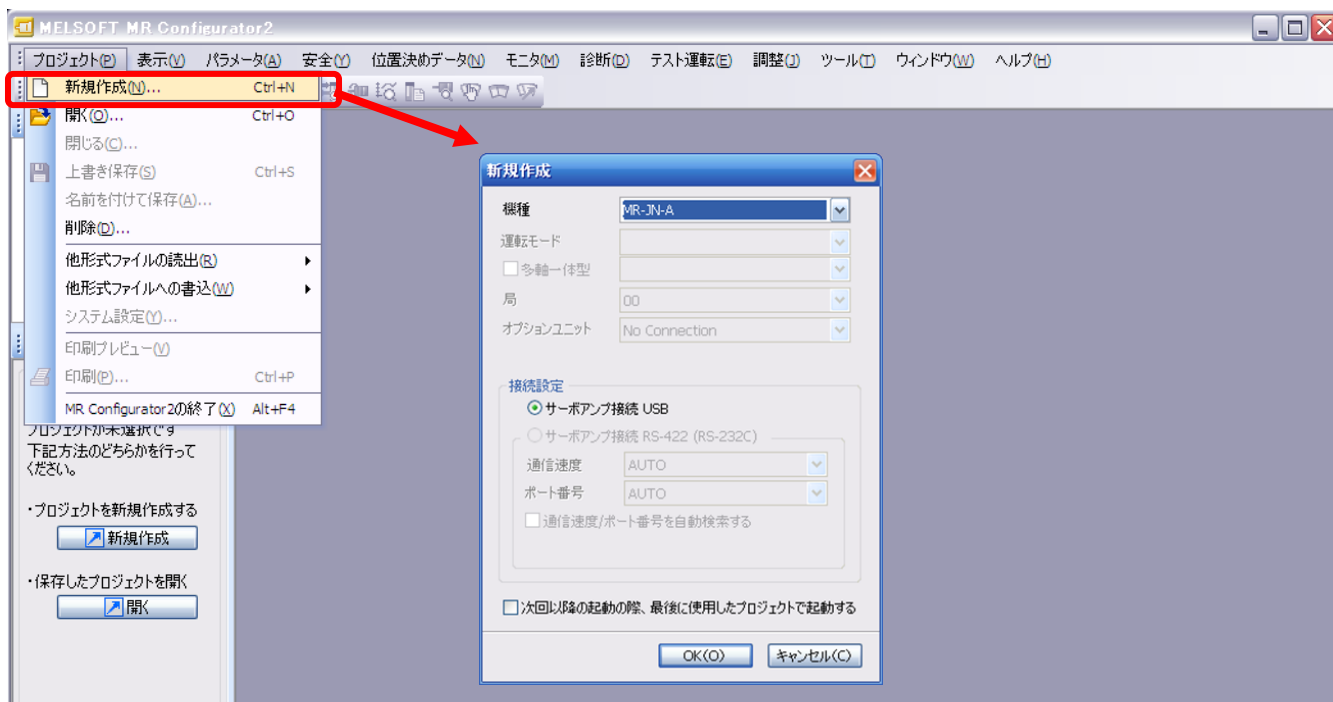 MELSOFT MR Configurator2
プロジェクト(P) 表示(V) パラメータ(A) 安全(Y) 位置決めデータ(N) モニタ(M) 診断(D) テスト運転(E) 調整(J) ツール(T) ウィンドウ(W) ヘルプ(H)
新規作成(N)... Ctrl+N
開く(O)... Ctrl+O
閉じる(C)...
上書き保存(S) Ctrl+S
名前を付けて保存(A)...
削除(D)...
他形式ファイルの読出(R)
他形式ファイルへの書込(W)
システム設定(Y)...
印刷プレビュー(V)
印刷(P)... Ctrl+P
MR Configurator2の終了(X) Alt+F4
プロジェクトが未選択です
下記方法のどちらかを行って
ください。
・プロジェクトを新規作成する
新規作成
・保存したプロジェクトを開く
開く
新規作成
機種 MR-JN-A
運転モード
多軸一体型
局 00
オプションユニット No Connection
接続設定
サーボアンプ接続 USB
サーボアンプ接続 RS-422 (RS-232C)
通信速度 AUTO
ポート番号 AUTO
通信速度/ポート番号を自動検索する
次回以降の起動の際、最後に使用したプロジェクトで起動する
OK(O) キャンセル(C)